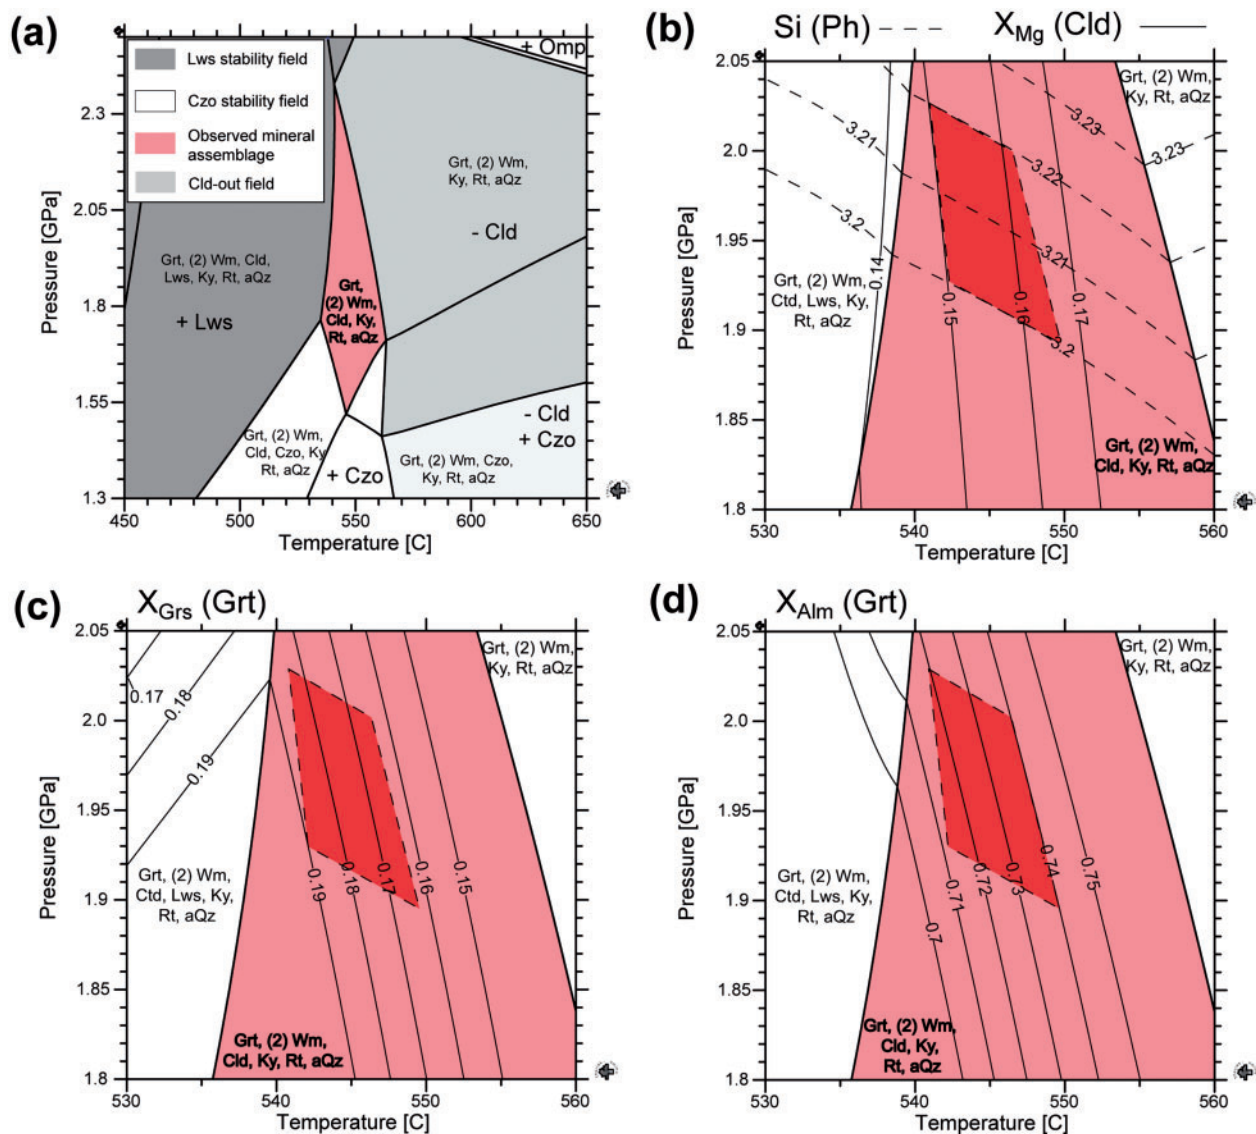 (a)
Lws stability field
Czo stability field
Observed mineral
assemblage
Cld-out field
+ Omp
Grt, (2) Wm,
Ky, Rt, aQz
- Cld
Grt, (2) Wm, Cld,
Lws, Ky, Rt, aQz
+ Lws
Grt,
(2) Wm,
Cld, Ky,
Rt, aQz
Grt, (2) Wm,
Cld, Czo, Ky
Rt, aQz
+ Czo
- Cld
+ Czo
Grt, (2) Wm, Czo,
Ky, Rt, aQz
2.3
2.05
1.8
1.55
1.3
Pressure [GPa]
450
500
550
600
650
Temperature [C]
(b)
Si (Ph)
XMg (Cld)
2.05
2.0
1.95
1.9
1.85
1.8
Pressure [GPa]
Grt, (2) Wm,
Ky, Rt, aQz
3.23
3.23
3.21
3.22
3.2
3.21
3.2
0.14
0.15
0.16
0.17
Grt, (2) Wm,
Ctd, Lws, Ky,
Rt, aQz
Grt, (2) Wm,
Cld, Ky, Rt, aQz
530
540
550
560
Temperature [C]
(c)
XGrs (Grt)
2.05
2.0
1.95
1.9
1.85
1.8
Pressure [GPa]
Grt, (2) Wm,
Ky, Rt, aQz
0.17
0.18
0.19
0.19
0.18
0.17
0.16
0.15
Grt, (2) Wm,
Ctd, Lws, Ky,
Rt, aQz
Grt, (2) Wm,
Cld, Ky, Rt, aQz
530
540
550
560
Temperature [C]
(d)
XAlm (Grt)
2.05
2.0
1.95
1.9
1.85
1.8
Pressure [GPa]
Grt, (2) Wm,
Ky, Rt, aQz
0.7
0.71
0.72
0.73
0.74
0.75
Grt, (2) Wm,
Ctd, Lws, Ky,
Rt, aQz
Grt, (2) Wm,
Cld, Ky,
Rt, aQz
530
540
550
560
Temperature [C]